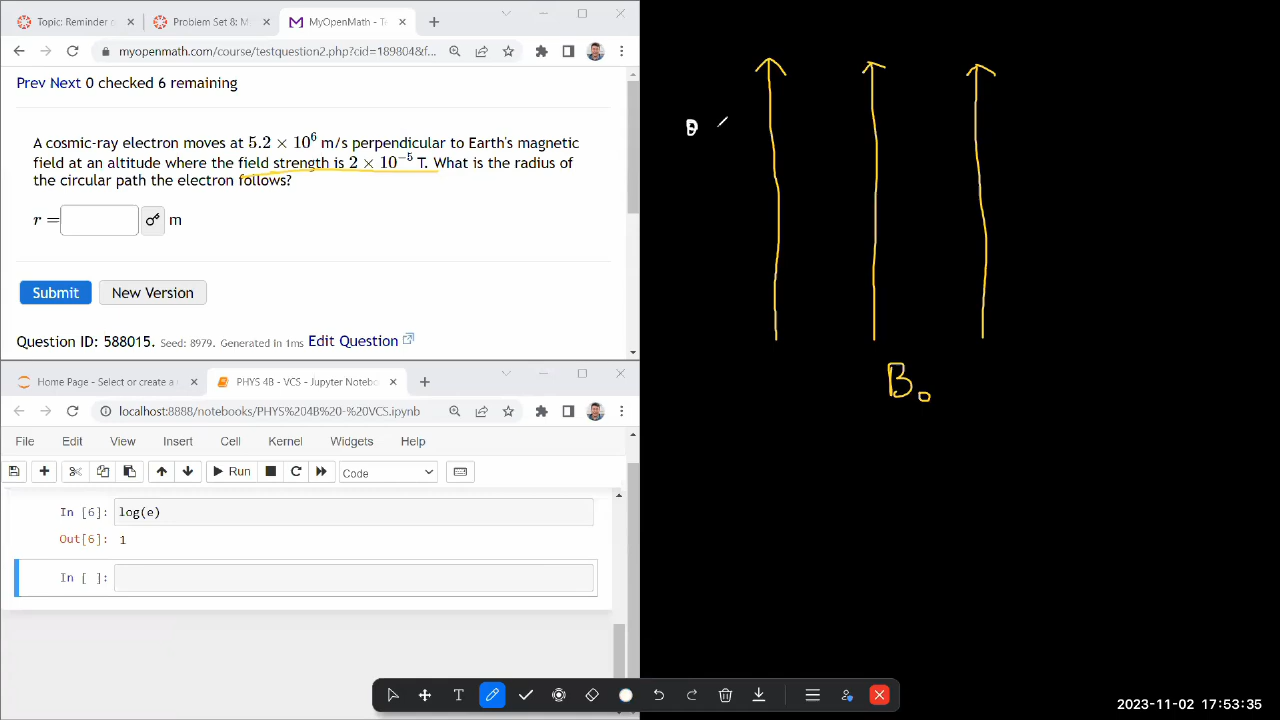 Topic: Reminder
Problem Set 8: M
MyOpenMath - Te
myopenmath.com/course/testquestion2.php?cid=189804&f...
Prev Next 0 checked 6 remaining
A cosmic-ray electron moves at 5.2 × 10⁶ m/s perpendicular to Earth's magnetic
field at an altitude where the field strength is 2 × 10⁻⁵ T. What is the radius of
the circular path the electron follows?
r = m
Submit New Version
Question ID: 588015. Seed: 8979. Generated in 1ms Edit Question
Home Page - Select or create a
PHYS 4B - VCS - Jupyter Notebo
localhost:8888/notebooks/PHYS%204B%20-%20VCS.ipynb
File Edit View Insert Cell Kernel Widgets Help
Run Code
In [6]: log(e)
Out[6]: 1
In [ ]:
B₀
T
2023-11-02 17:53:35